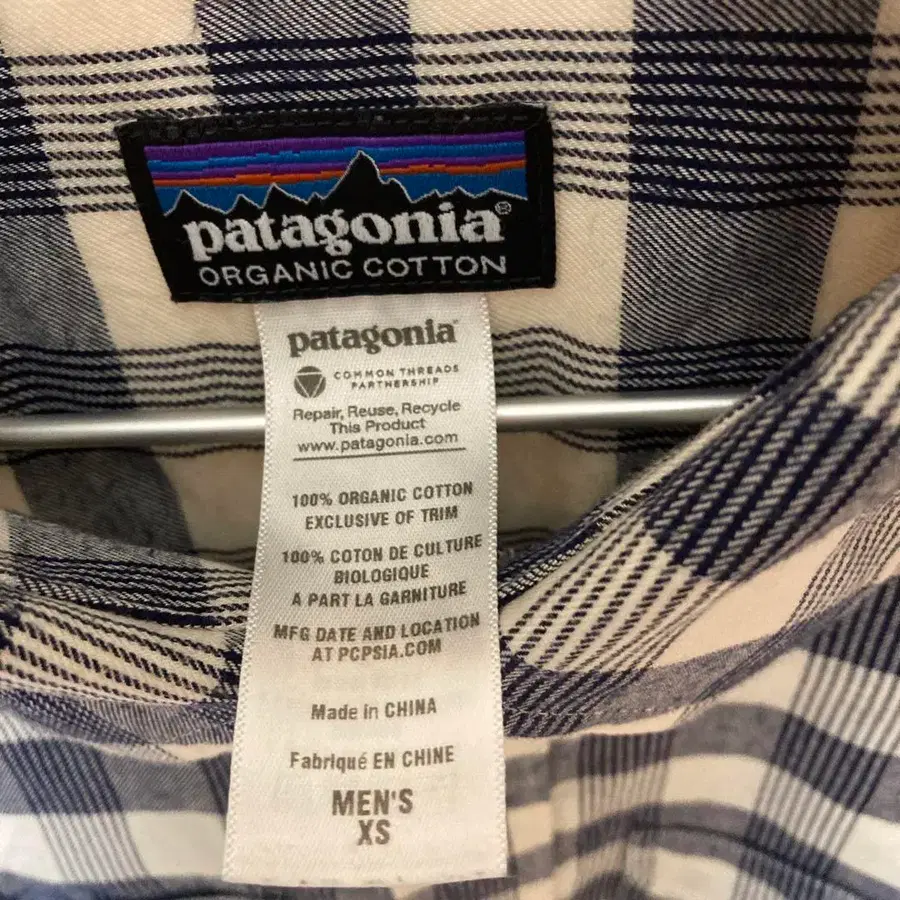 patagonia®
ORGANIC COTTON
patagonia
COMMON THREADS
PARTNERSHIP
Repair, Reuse, Recycle
This Product
www.patagonia.com
100% ORGANIC COTTON
EXCLUSIVE OF TRIM
100% COTON DE CULTURE
BIOLOGIQUE
A PART LA GARNITURE
MFG DATE AND LOCATION
AT PCPSIA.COM
Made in CHINA
Fabriqué EN CHINE
MEN'S
XS